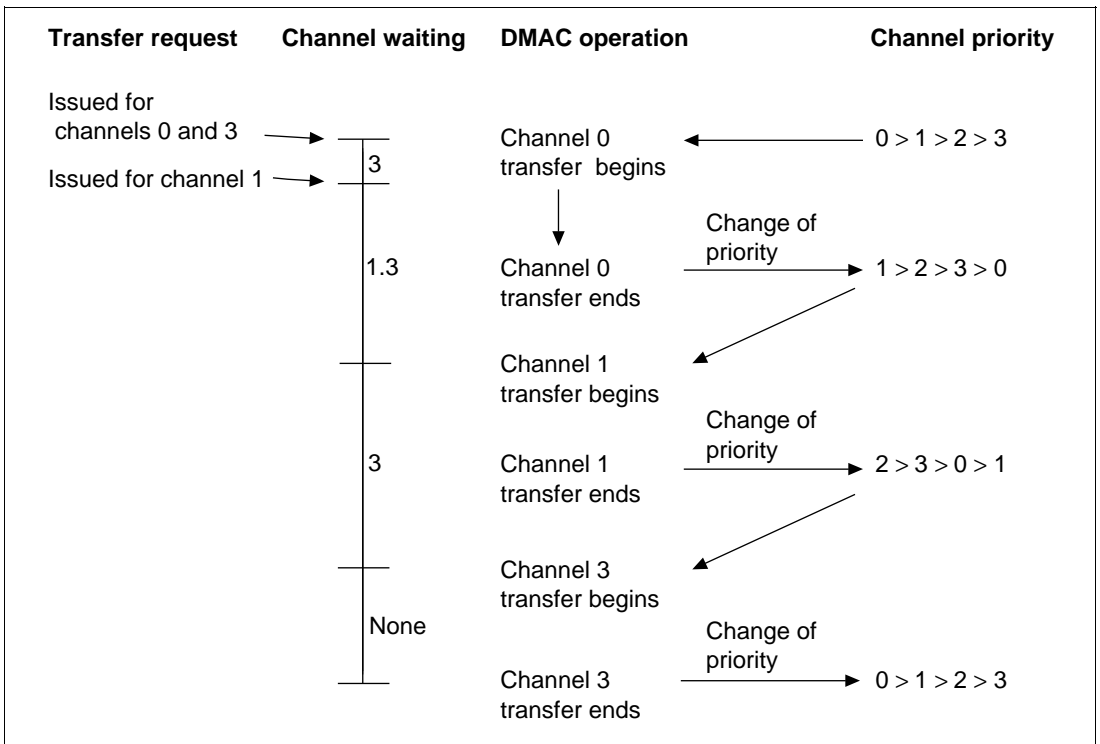 Transfer request Channel waiting DMAC operation Channel priority
Issued for
channels 0 and 3
Channel 0
transfer begins
0 > 1 > 2 > 3
3
Issued for channel 1
Change of
priority
1.3
Channel 0
transfer ends
1 > 2 > 3 > 0
Channel 1
transfer begins
Change of
priority
3
Channel 1
transfer ends
2 > 3 > 0 > 1
Channel 3
transfer begins
None
Change of
priority
Channel 3
transfer ends
0 > 1 > 2 > 3